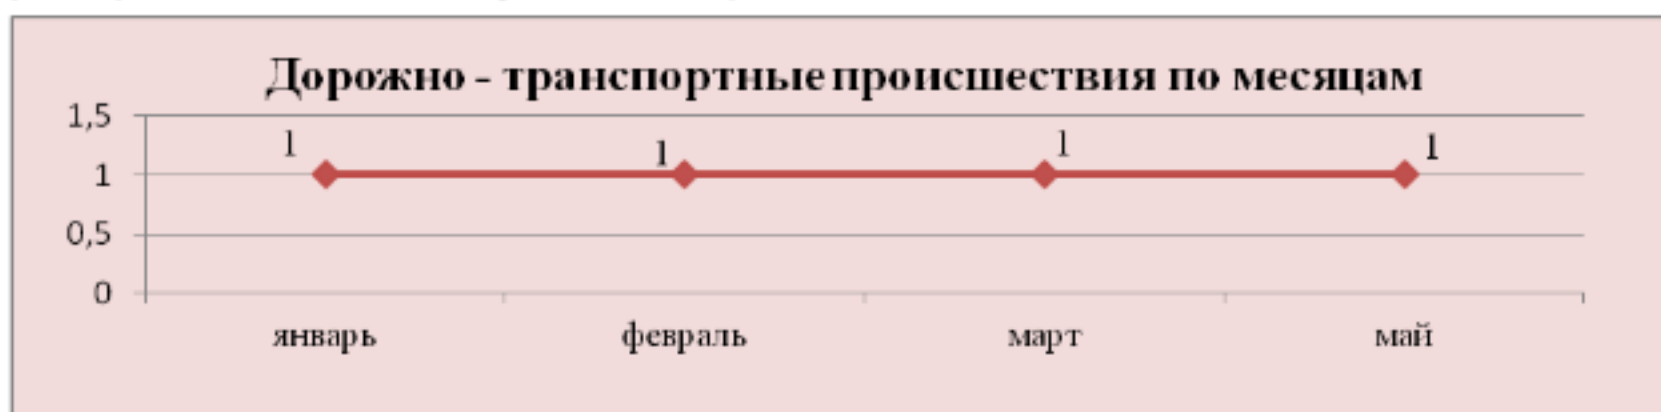 Дорожно - транспортные происшествия по месяцам
1,5
1 1 1 1
1
0,5
0
январь февраль март май